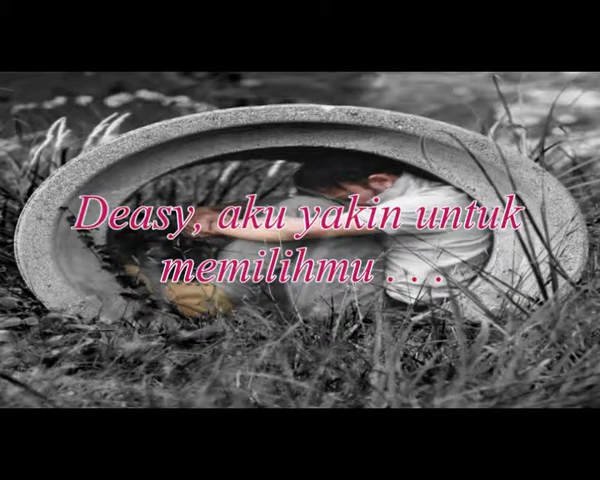 Deasy, aku yakin untuk
memilihmu . . .